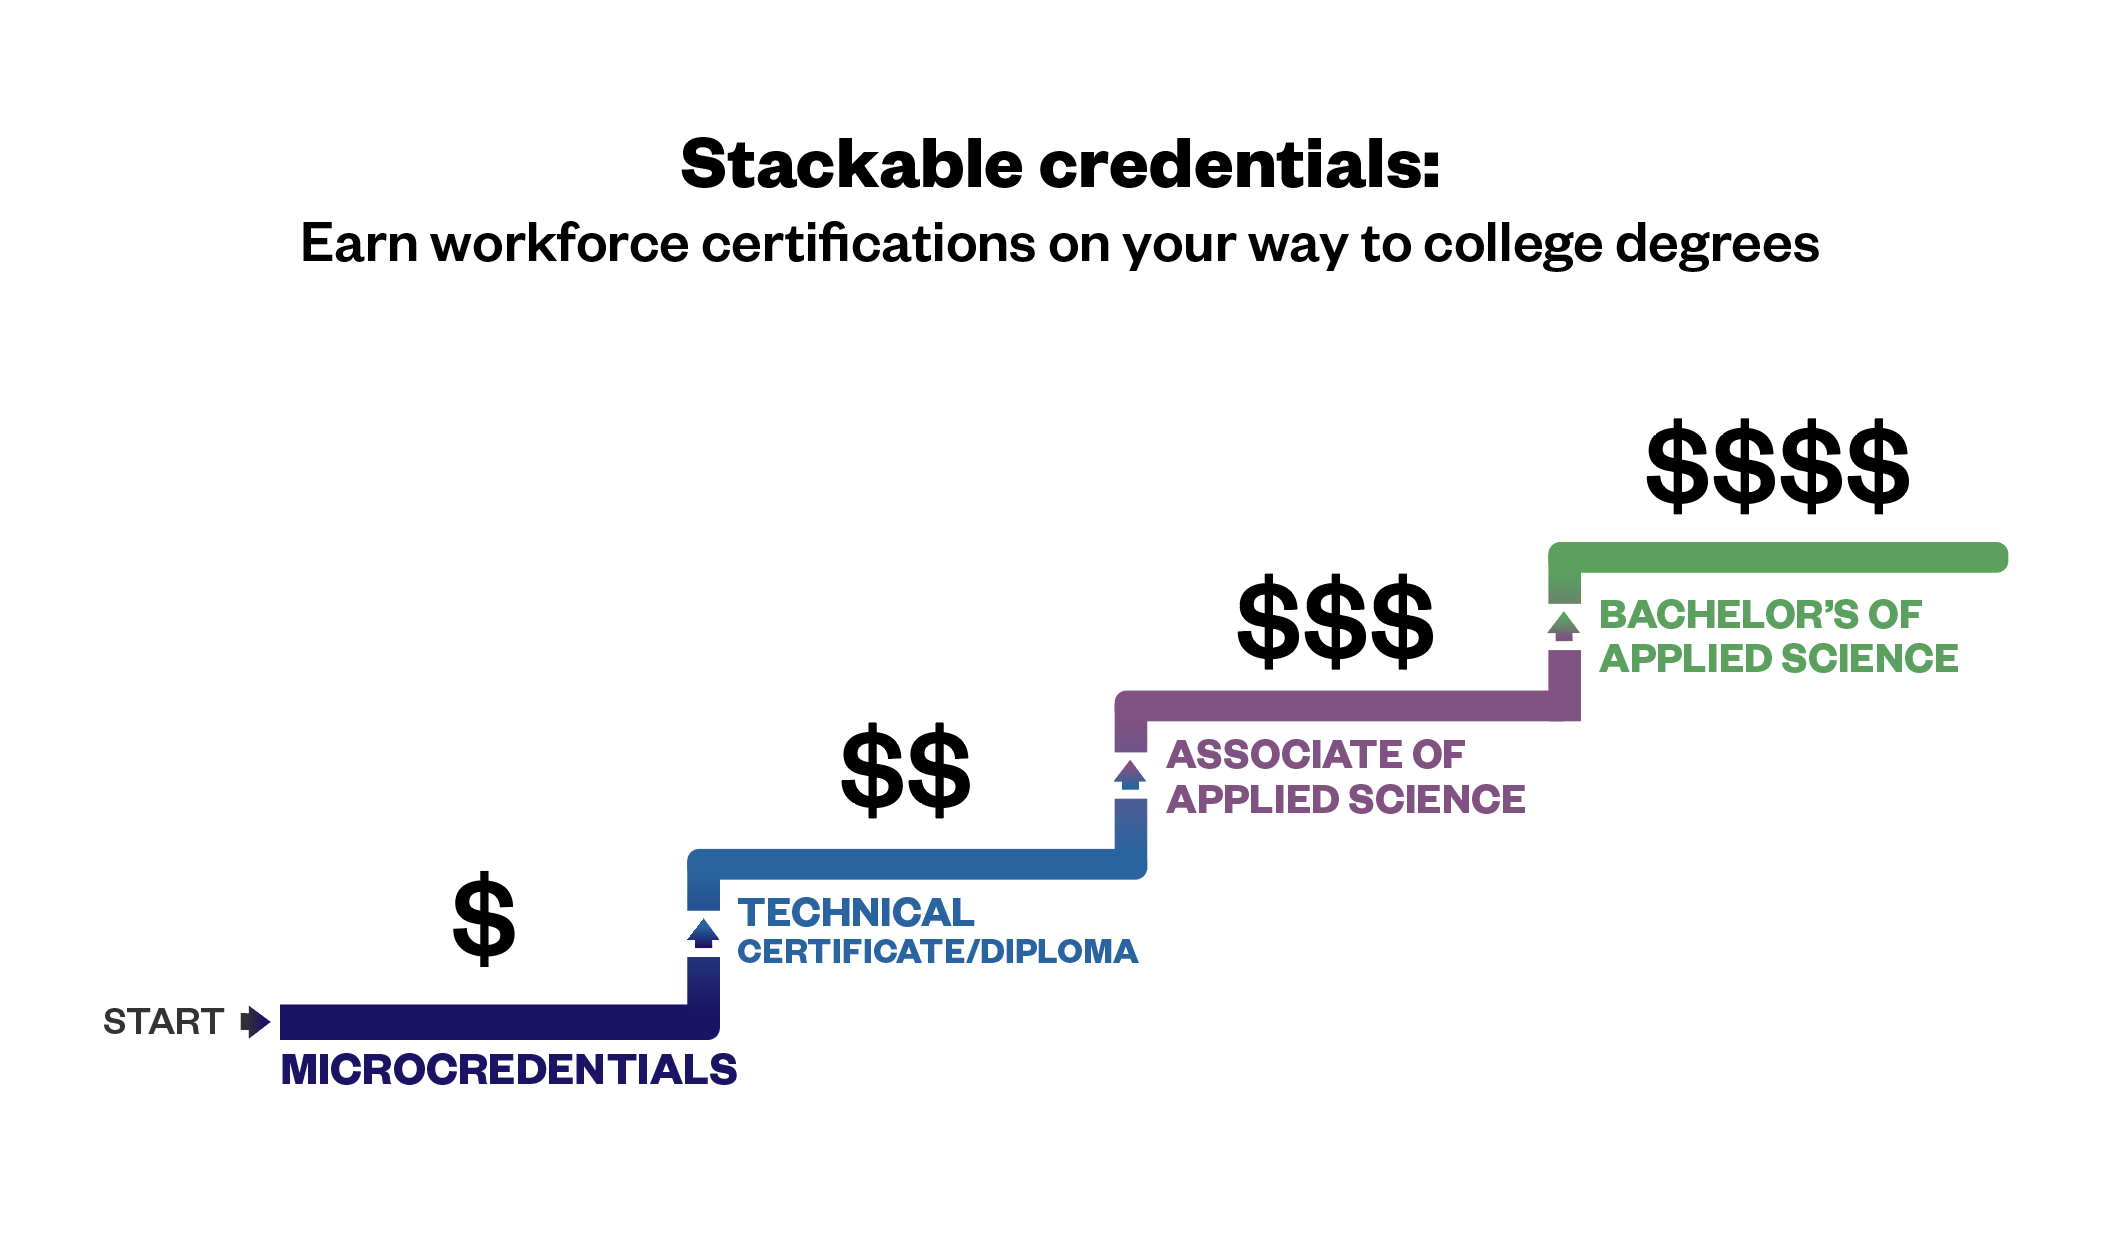 Stackable credentials:
Earn workforce certifications on your way to college degrees
$$$$
BACHELOR’S OF
APPLIED SCIENCE
$$$
ASSOCIATE OF
APPLIED SCIENCE
$$
TECHNICAL
CERTIFICATE/DIPLOMA
$
START
MICROCREDENTIALS